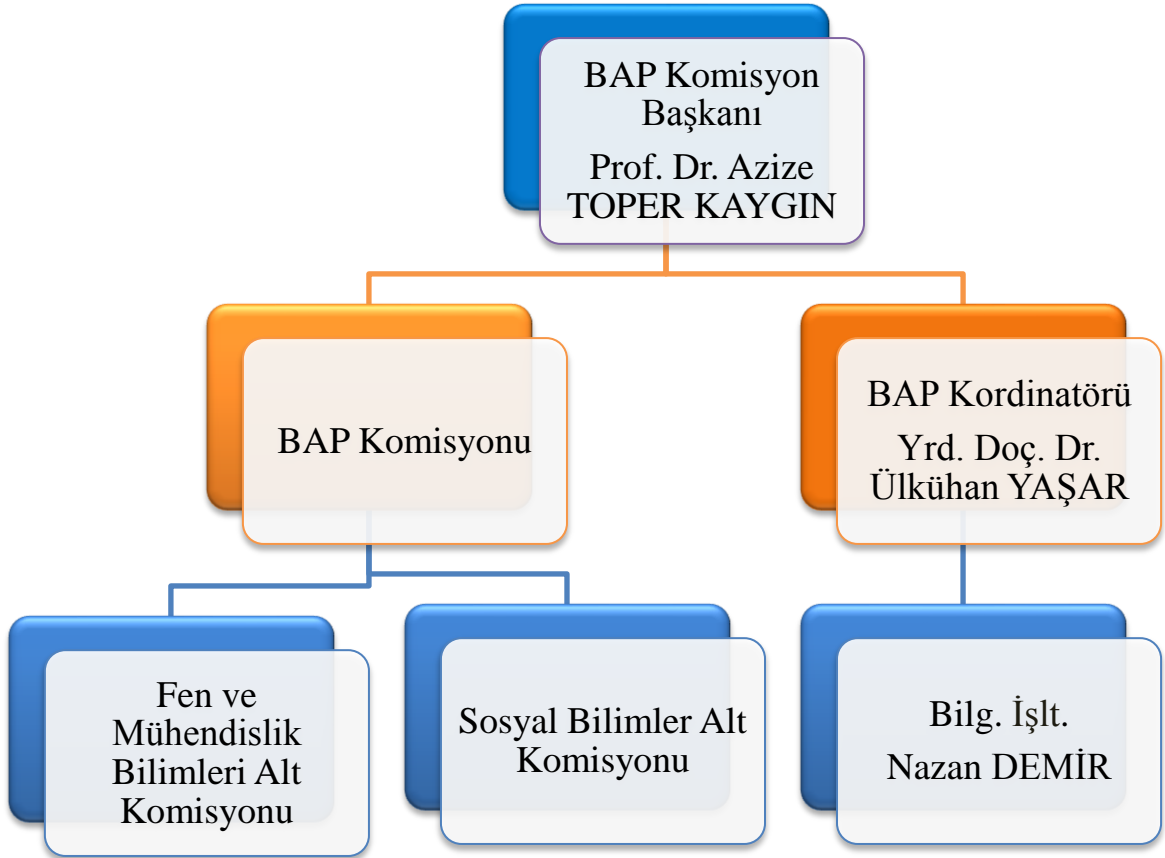 BAP Komisyon
Başkanı
Prof. Dr. Azize
TOPER KAYGIN
BAP Komisyonu
BAP Kordinatörü
Yrd. Doç. Dr.
Ülkühan YAŞAR
Fen ve
Mühendislik
Bilimleri Alt
Komisyonu
Sosyal Bilimler Alt
Komisyonu
Bilg. İşlt.
Nazan DEMİR